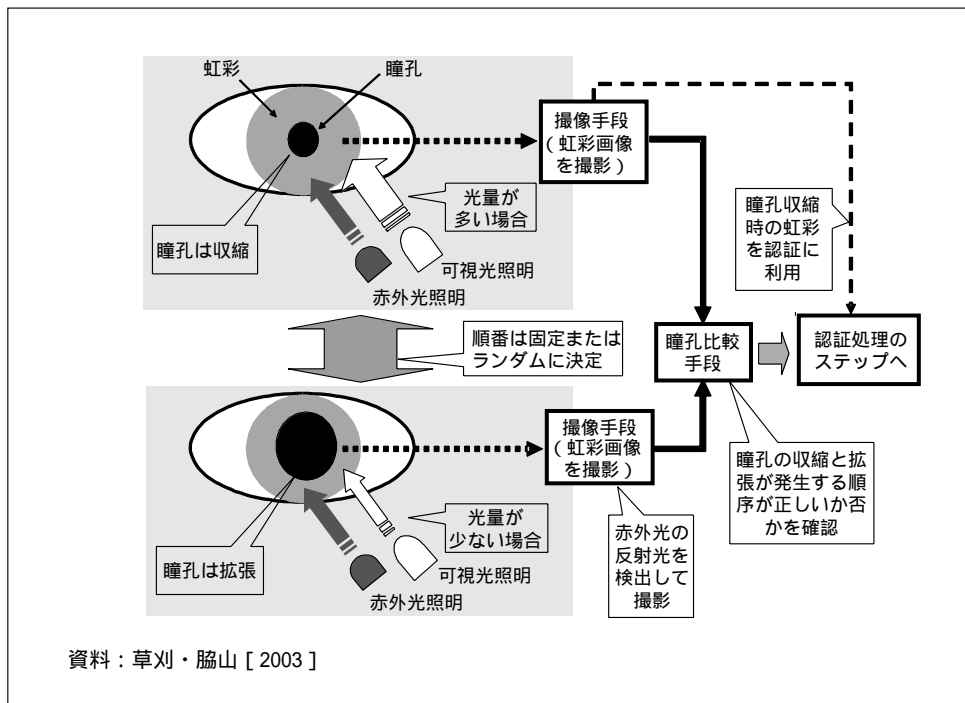 虹彩
瞳孔
撮像手段
(虹彩画像
を撮影)
光量が
多い場合
瞳孔は収縮
可視光照明
赤外光照明
瞳孔収縮
時の虹彩
を認証に
利用
順番は固定または
ランダムに決定
瞳孔比較
手段
認証処理の
ステップへ
撮像手段
(虹彩画像
を撮影)
光量が
少ない場合
瞳孔は拡張
可視光照明
赤外光照明
赤外光の
反射光を
検出して
撮影
瞳孔の収縮と拡
張が発生する順
序が正しいか否
かを確認
資料:草刈・脇山 [ 2003 ]